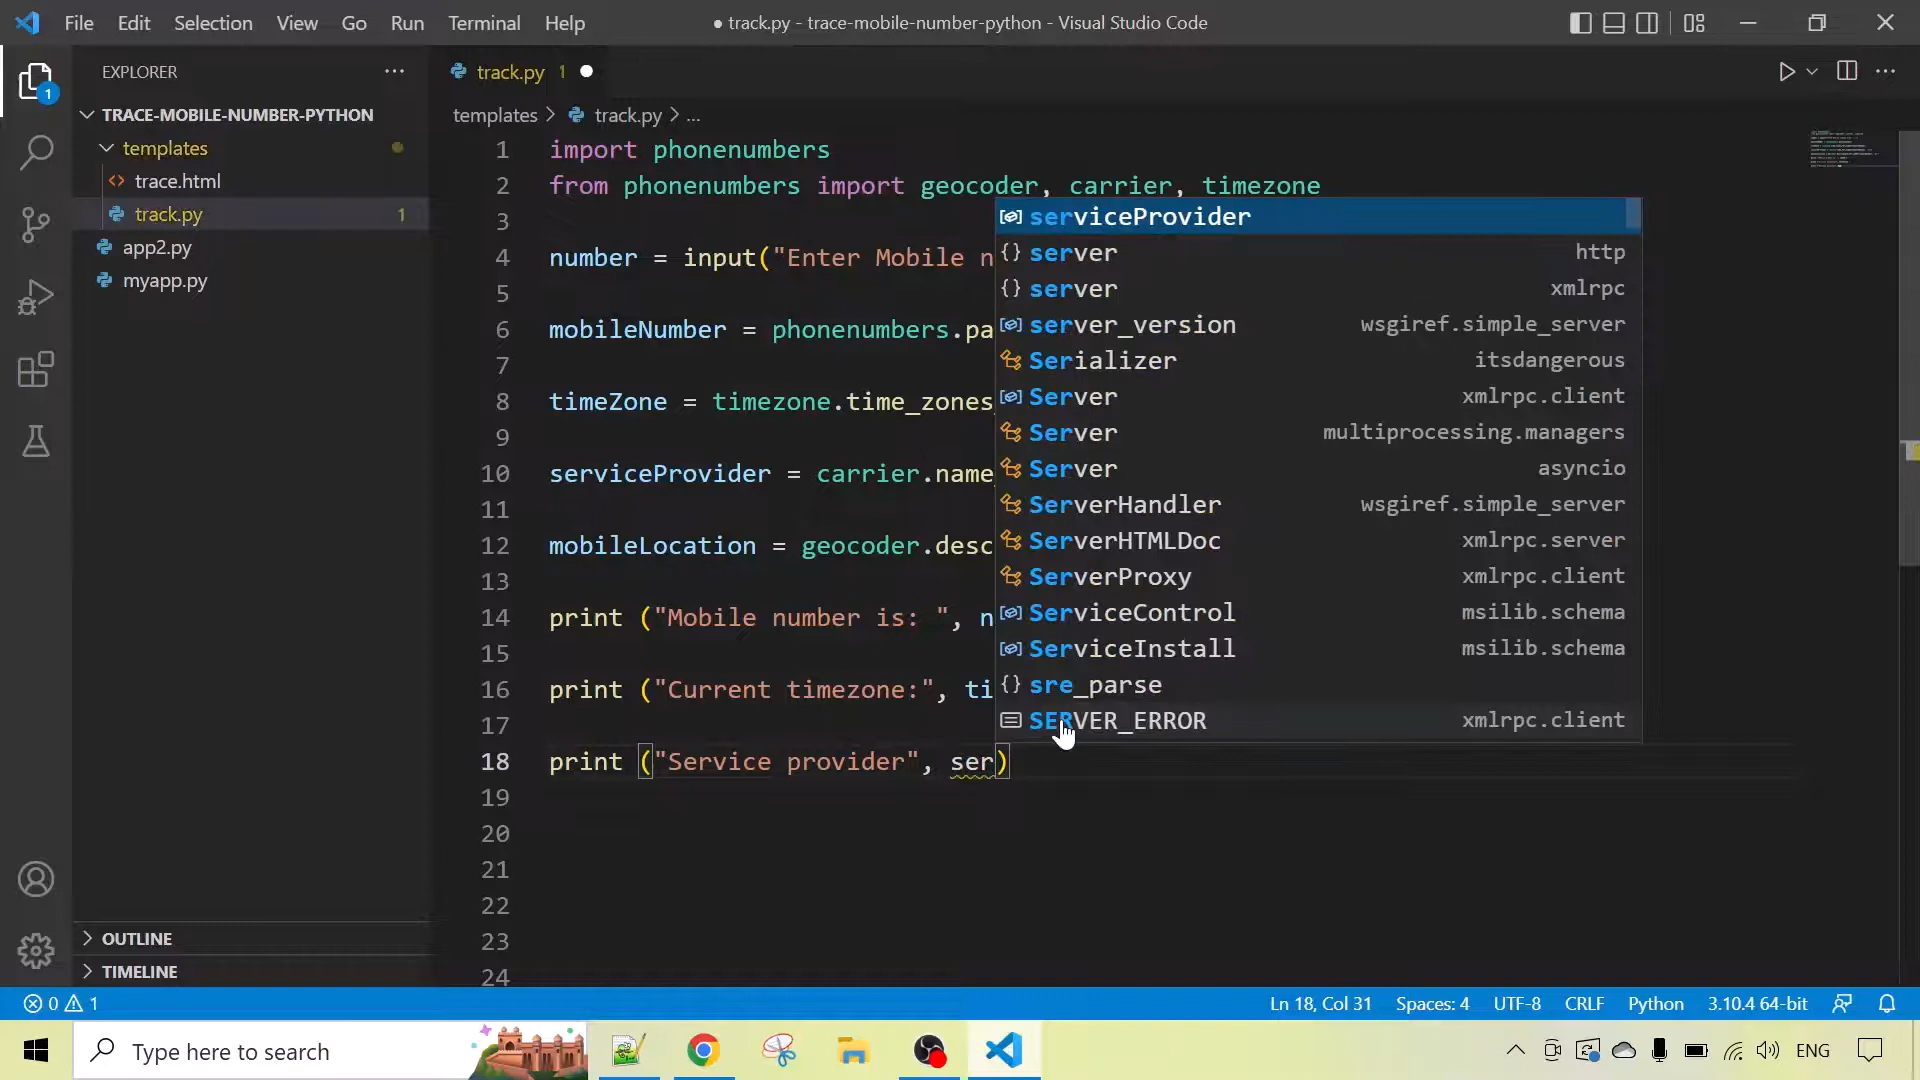 File Edit Selection View Go Run Terminal Help
● track.py - trace-mobile-number-python - Visual Studio Code
EXPLORER
1
TRACE-MOBILE-NUMBER-PYTHON
templates
trace.html
track.py 1
app2.py
myapp.py
OUTLINE
TIMELINE
track.py 1
templates > track.py > ...
1 import phonenumbers
2 from phonenumbers import geocoder, carrier, timezone
3
4 number = input("Enter Mobile n
5
6 mobileNumber = phonenumbers.pa
7
8 timeZone = timezone.time_zones
9
10 serviceProvider = carrier.name
11
12 mobileLocation = geocoder.desc
13
14 print ("Mobile number is: ", n
15
16 print ("Current timezone:", ti
17
18 print ("Service provider", ser)
19
20
21
22
23
24
serviceProvider
server http
server xmlrpc
server_version wsgiref.simple_server
Serializer itsdangerous
Server xmlrpc.client
Server multiprocessing.managers
Server asyncio
ServerHandler wsgiref.simple_server
ServerHTMLDoc xmlrpc.server
ServerProxy xmlrpc.client
ServiceControl msilib.schema
ServiceInstall msilib.schema
sre_parse
SERVER_ERROR xmlrpc.client
0 1
Ln 18, Col 31 Spaces: 4 UTF-8 CRLF Python 3.10.4 64-bit
Type here to search
ENG